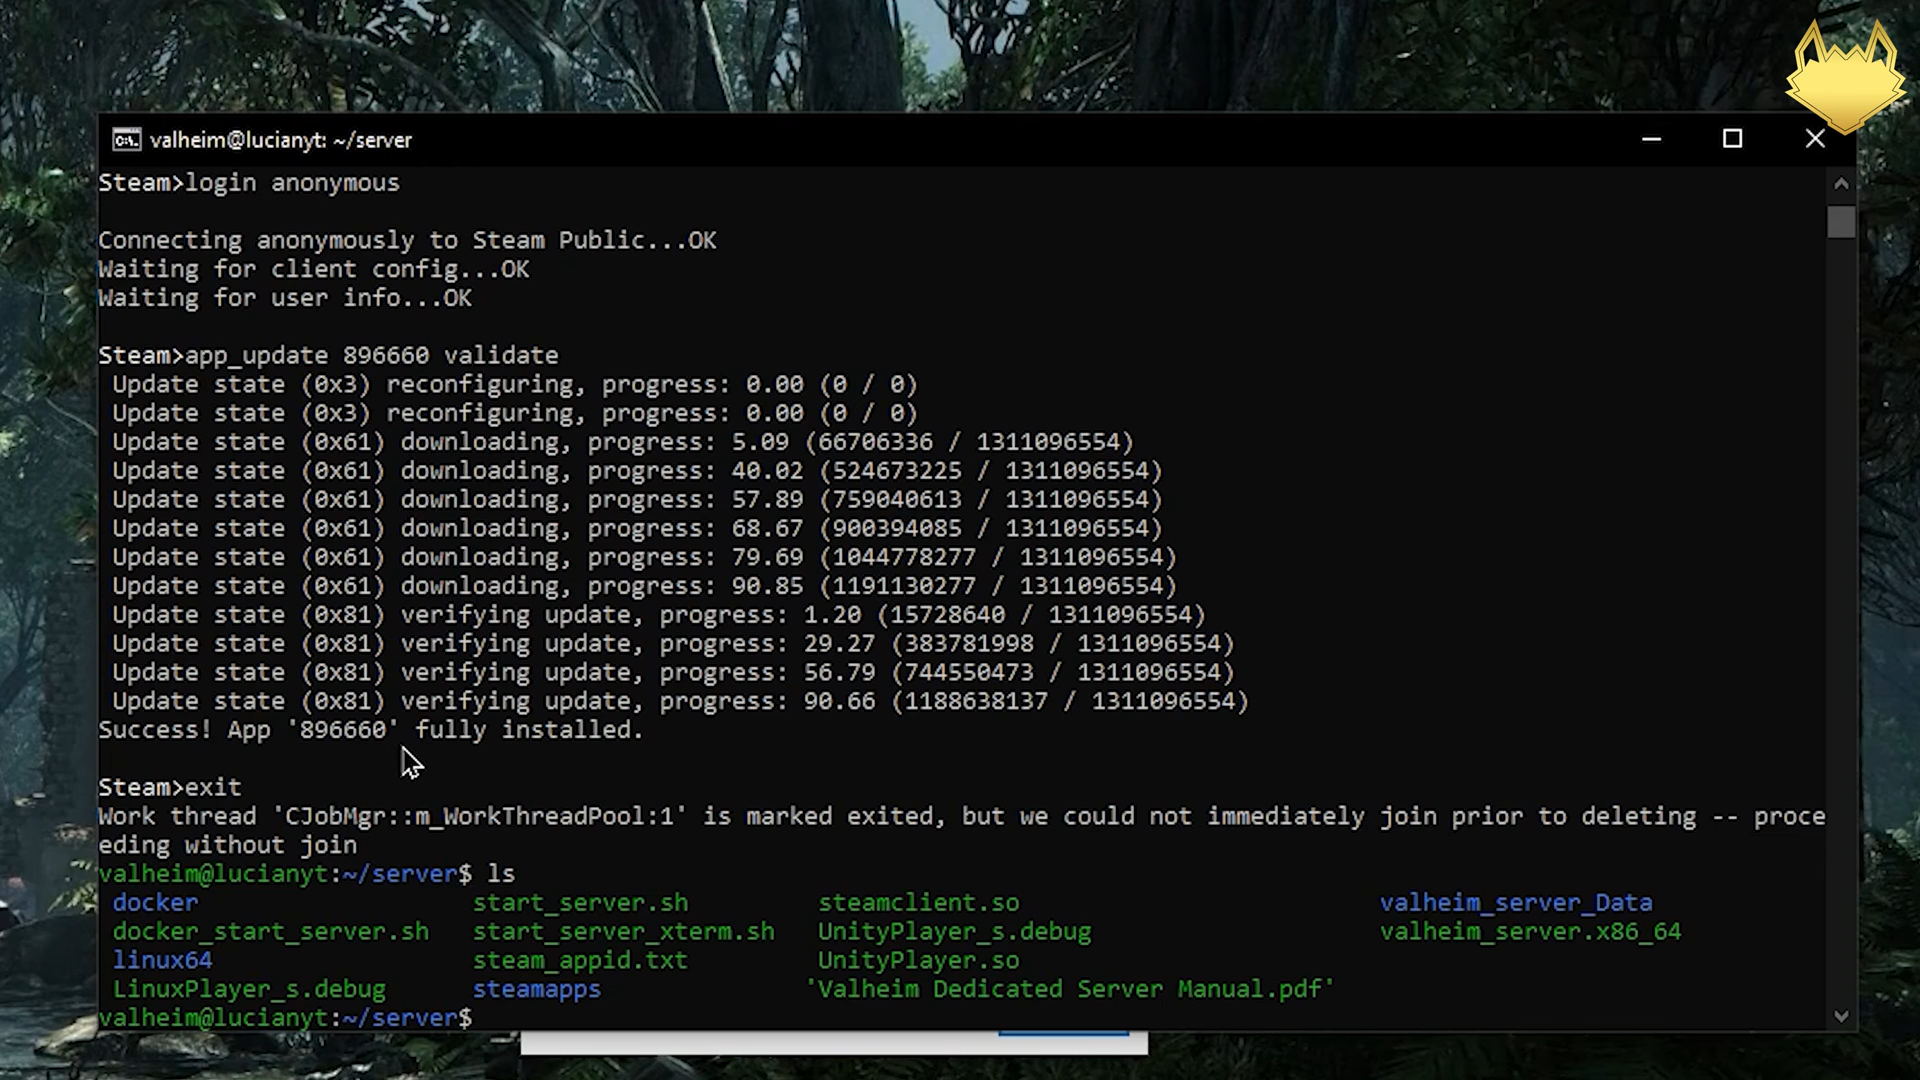 valheim@lucianyt: ~/server
Steam>login anonymous
Connecting anonymously to Steam Public...OK
Waiting for client config...OK
Waiting for user info...OK
Steam>app_update 896660 validate
Update state (0x3) reconfiguring, progress: 0.00 (0 / 0)
Update state (0x3) reconfiguring, progress: 0.00 (0 / 0)
Update state (0x61) downloading, progress: 5.09 (66706336 / 1311096554)
Update state (0x61) downloading, progress: 40.02 (524673225 / 1311096554)
Update state (0x61) downloading, progress: 57.89 (759040613 / 1311096554)
Update state (0x61) downloading, progress: 68.67 (900394085 / 1311096554)
Update state (0x61) downloading, progress: 79.69 (1044778277 / 1311096554)
Update state (0x61) downloading, progress: 90.85 (1191130277 / 1311096554)
Update state (0x81) verifying update, progress: 1.20 (15728640 / 1311096554)
Update state (0x81) verifying update, progress: 29.27 (383781998 / 1311096554)
Update state (0x81) verifying update, progress: 56.79 (744550473 / 1311096554)
Update state (0x81) verifying update, progress: 90.66 (1188638137 / 1311096554)
Success! App '896660' fully installed.
Steam>exit
Work thread 'CJobMgr::m_WorkThreadPool:1' is marked exited, but we could not immediately join prior to deleting -- proce
eding without join
valheim@lucianyt:~/server$ ls
docker start_server.sh steamclient.so valheim_server_Data
docker_start_server.sh start_server_xterm.sh UnityPlayer_s.debug valheim_server.x86_64
linux64 steam_appid.txt UnityPlayer.so
LinuxPlayer_s.debug steamapps 'Valheim Dedicated Server Manual.pdf'
valheim@lucianyt:~/server$